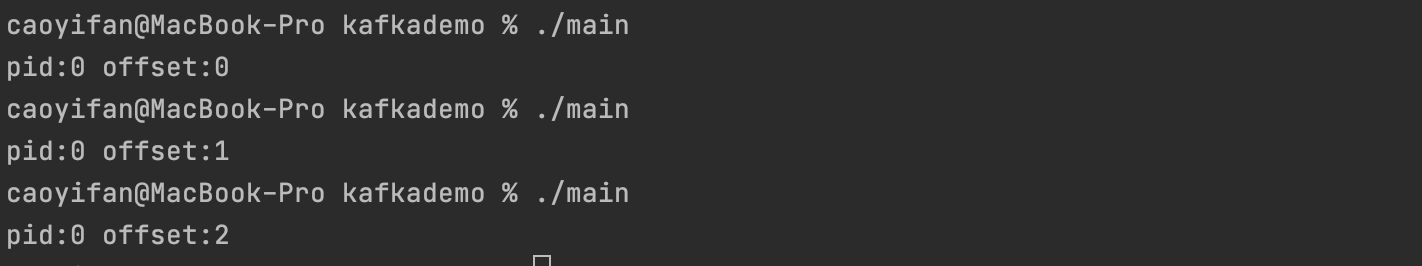 caoyifan@MacBook-Pro kafkademo % ./main
pid:0 offset:0
caoyifan@MacBook-Pro kafkademo % ./main
pid:0 offset:1
caoyifan@MacBook-Pro kafkademo % ./main
pid:0 offset:2